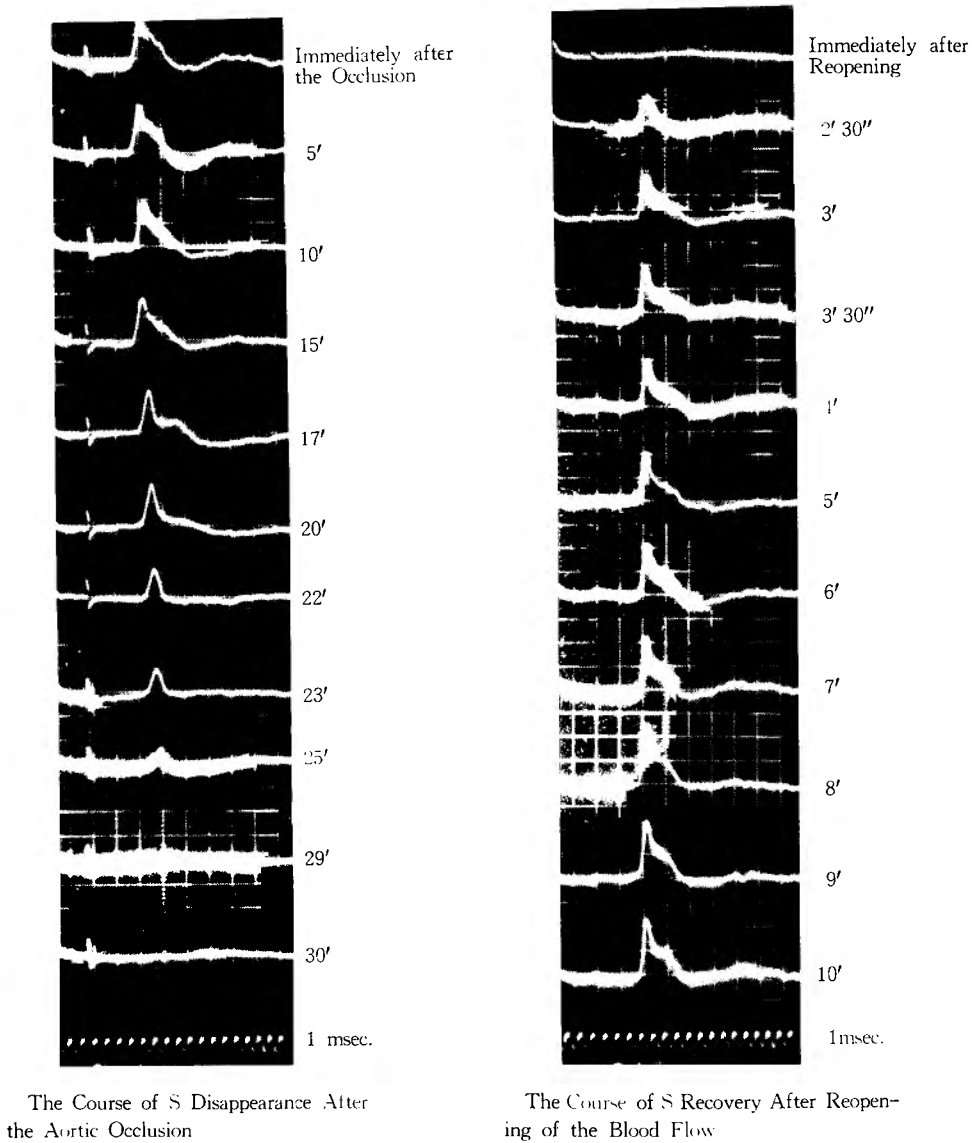 Immediately after
the Occlusion
5'
10'
15'
17'
20'
22'
23'
25'
29'
30'
1 msec.
The Course of S Disappearance After
the Aortic Occlusion
Immediately after
Reopening
2' 30"
3'
3' 30"
4'
5'
6'
7'
8'
9'
10'
1msec.
The Course of S Recovery After Reopen-
ing of the Blood Flow